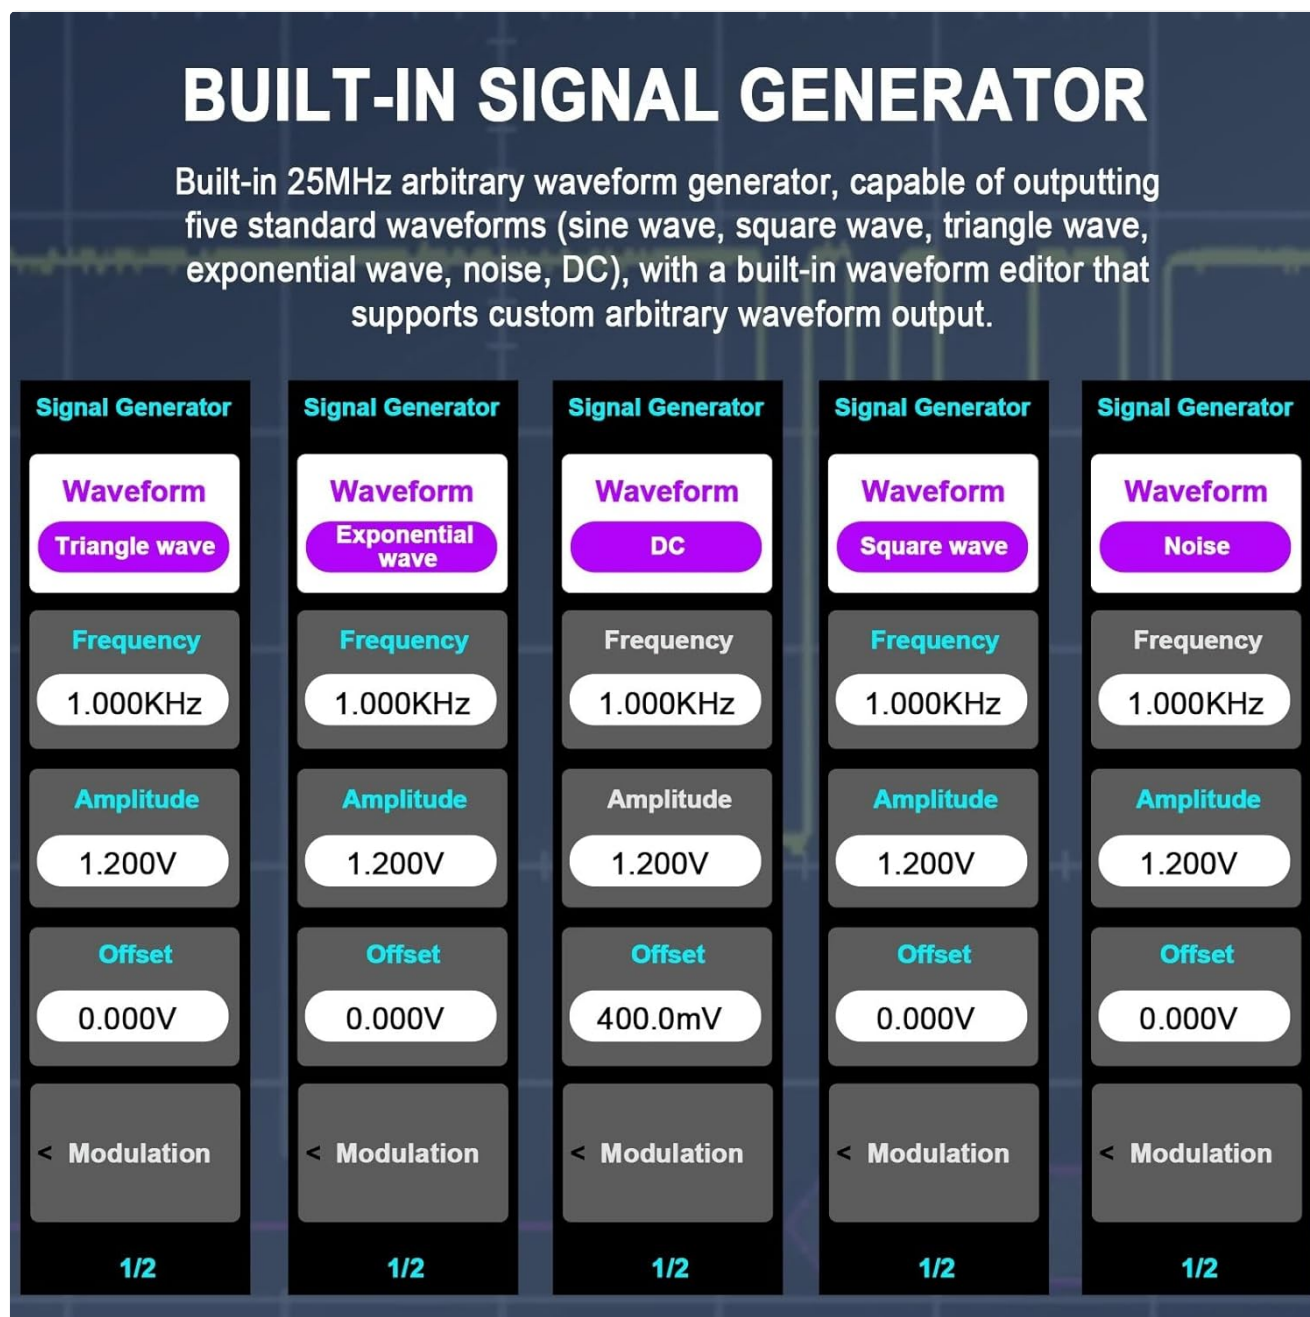 BUILT-IN SIGNAL GENERATOR
Built-in 25MHz arbitrary waveform generator, capable of outputting
five standard waveforms (sine wave, square wave, triangle wave,
exponential wave, noise, DC), with a built-in waveform editor that
supports custom arbitrary waveform output.
Signal Generator
Waveform
Triangle wave
Frequency
1.000KHz
Amplitude
1.200V
Offset
0.000V
< Modulation
1/2
Signal Generator
Waveform
Exponential
wave
Frequency
1.000KHz
Amplitude
1.200V
Offset
0.000V
< Modulation
1/2
Signal Generator
Waveform
DC
Frequency
1.000KHz
Amplitude
1.200V
Offset
400.0mV
< Modulation
1/2
Signal Generator
Waveform
Square wave
Frequency
1.000KHz
Amplitude
1.200V
Offset
0.000V
< Modulation
1/2
Signal Generator
Waveform
Noise
Frequency
1.000KHz
Amplitude
1.200V
Offset
0.000V
< Modulation
1/2